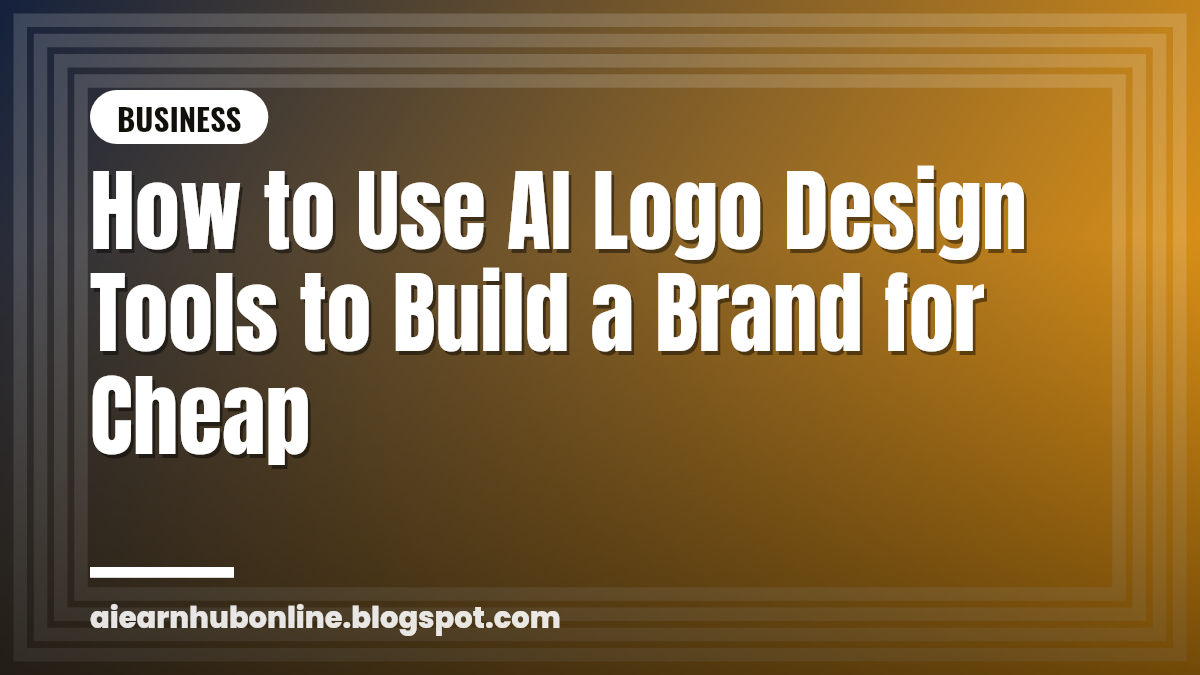 BUSINESS
How to Use AI Logo Design
Tools to Build a Brand for
Cheap
aiearnhubonline.blogspot.com